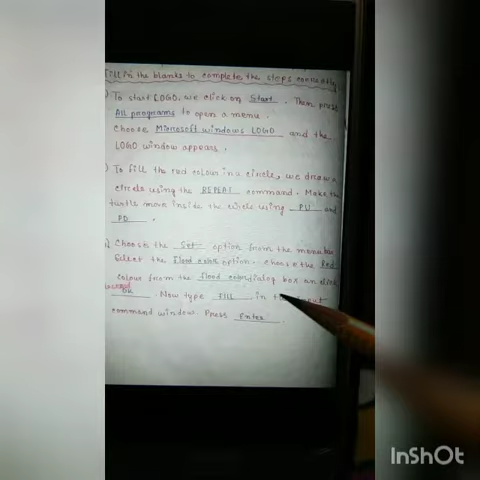 Fill in the blanks to complete the steps correctly
) To start LOGO, we click on Start. Then press
All programs to open a menu.
Choose Microsoft windows LOGO and the
LOGO window appears.
) To fill the red colour in a circle, we draw a
circle using the REPEAT command. Make the
turtle move inside the circle using PU and
PD.
Choose the Set option from the menu bar
Select the Flood color option. Choose the Red
colour from the flood color dialog box an click
OK. Now type FILL in the input
command window. Press Enter.
InShOt